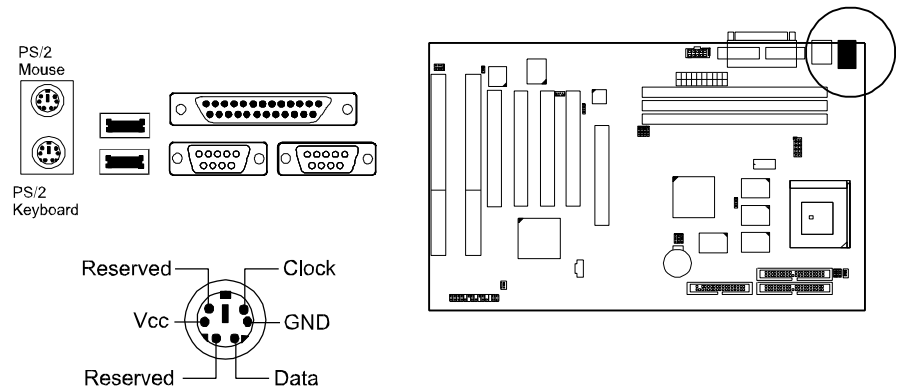 PS/2
Mouse
PS/2
Keyboard
Reserved
Clock
Vcc
GND
Reserved
Data